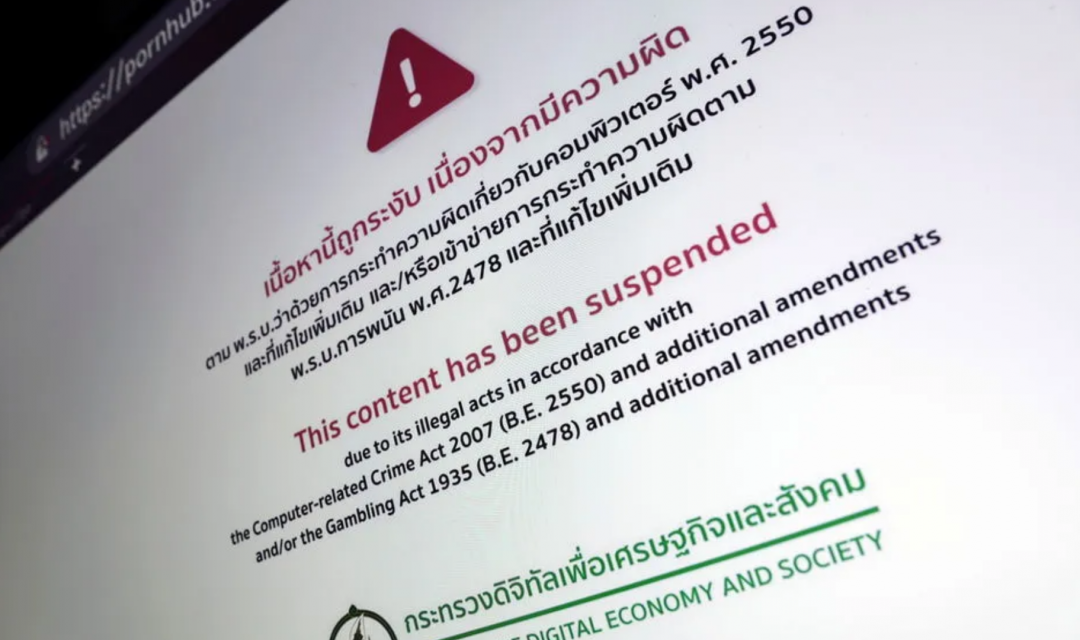 https://pornhub.
เนื้อหานี้ถูกระงับ เนื่องจากมีความผิด
ตาม พ.ร.บ.ว่าด้วยการกระทำความผิดเกี่ยวกับคอมพิวเตอร์ พ.ศ. 2550
และที่แก้ไขเพิ่มเติม และ/หรือเข้าข่ายการกระทำความผิดตาม
พ.ร.บ.การพนัน พ.ศ.2478 และที่แก้ไขเพิ่มเติม
This content has been suspended
due to its illegal acts in accordance with
the Computer-related Crime Act 2007 (B.E. 2550) and additional amendments
and/or the Gambling Act 1935 (B.E. 2478) and additional amendments
กระทรวงดิจิทัลเพื่อเศรษฐกิจและสังคม
DIGITAL ECONOMY AND SOCIETY